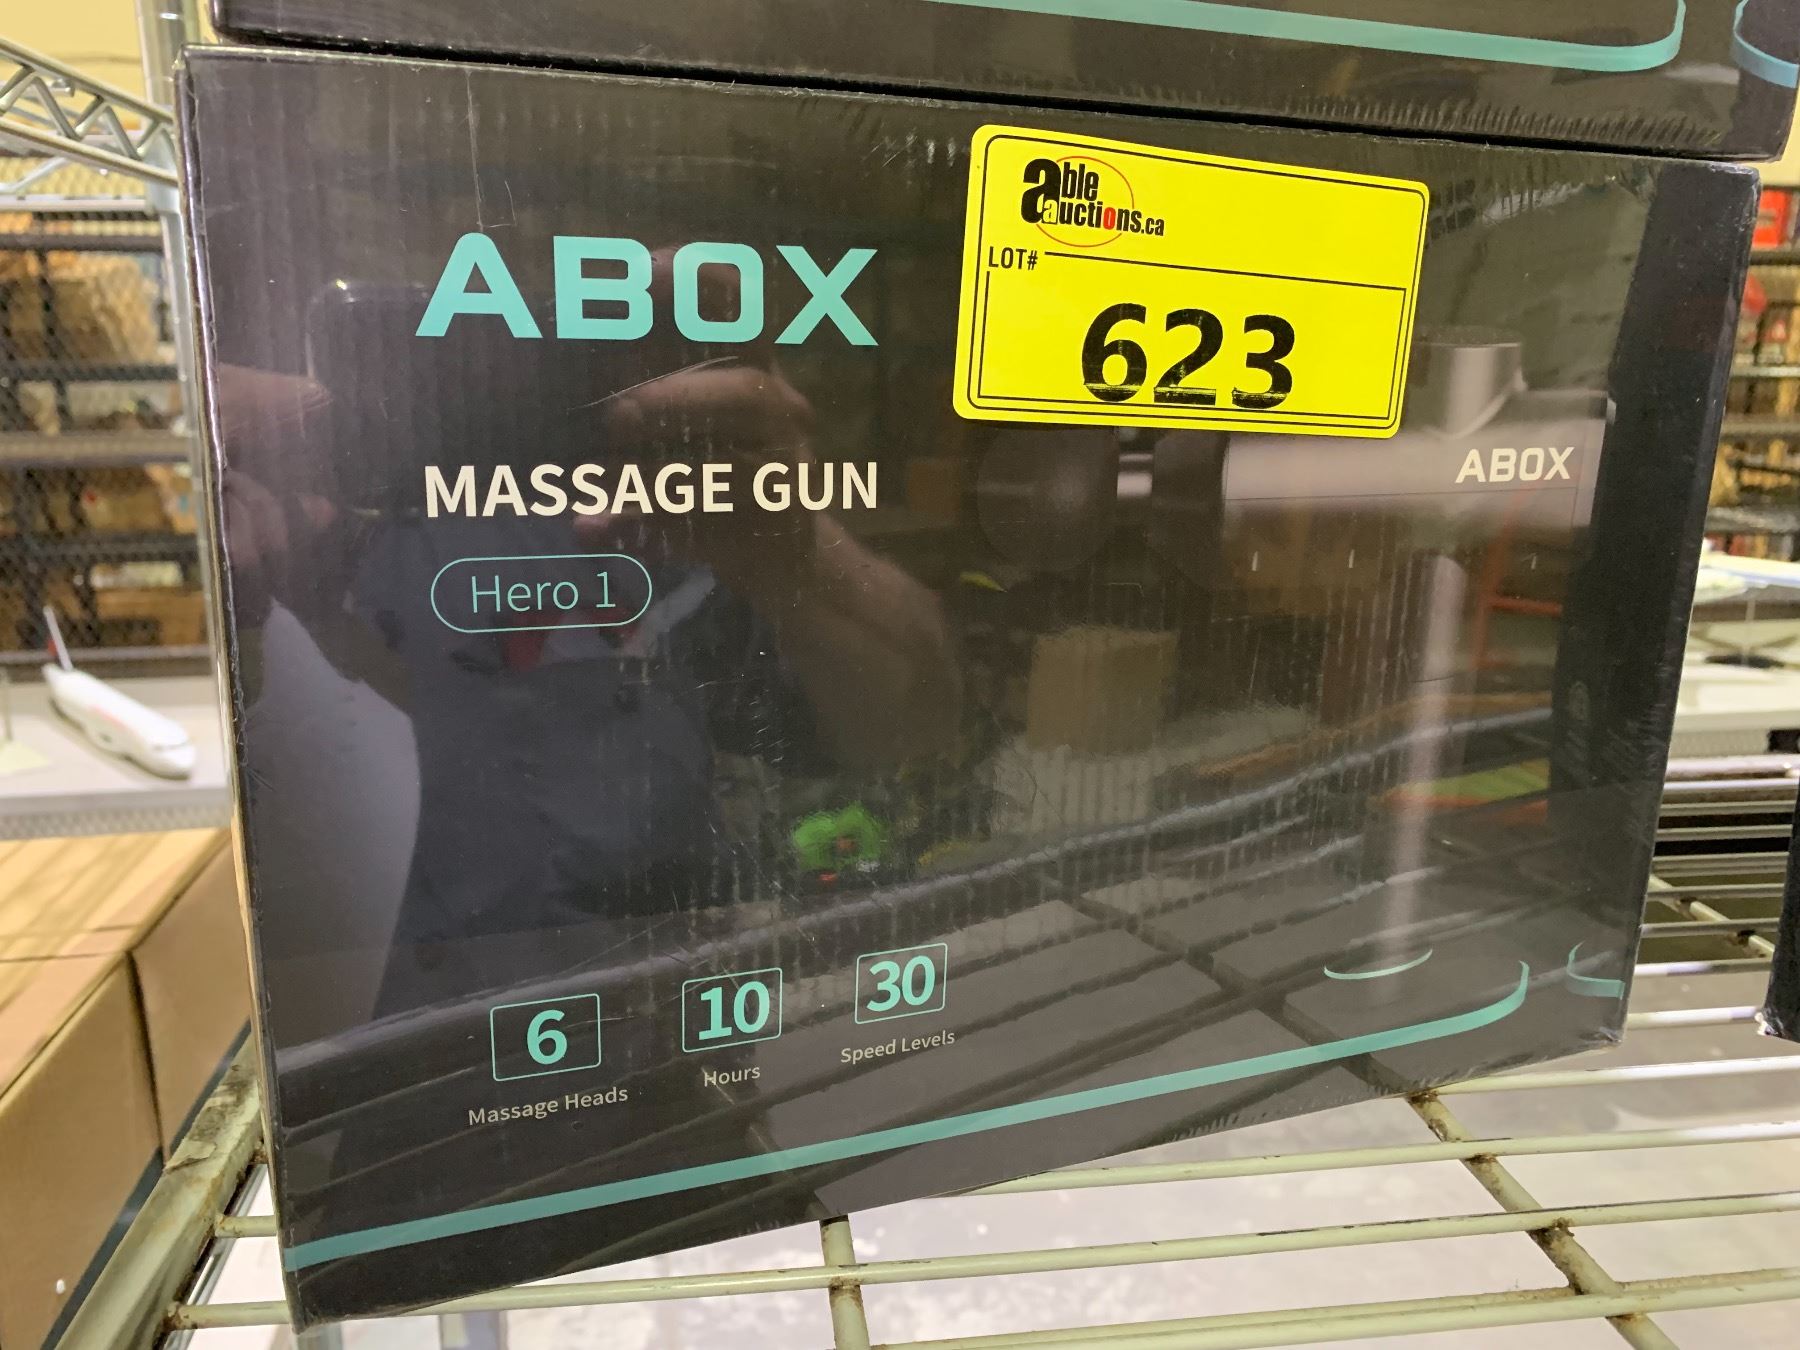 able
auctions.ca
LOT#
623
ABOX
ABOX
MASSAGE GUN
Hero 1
6
Massage Heads
10
Hours
30
Speed Levels